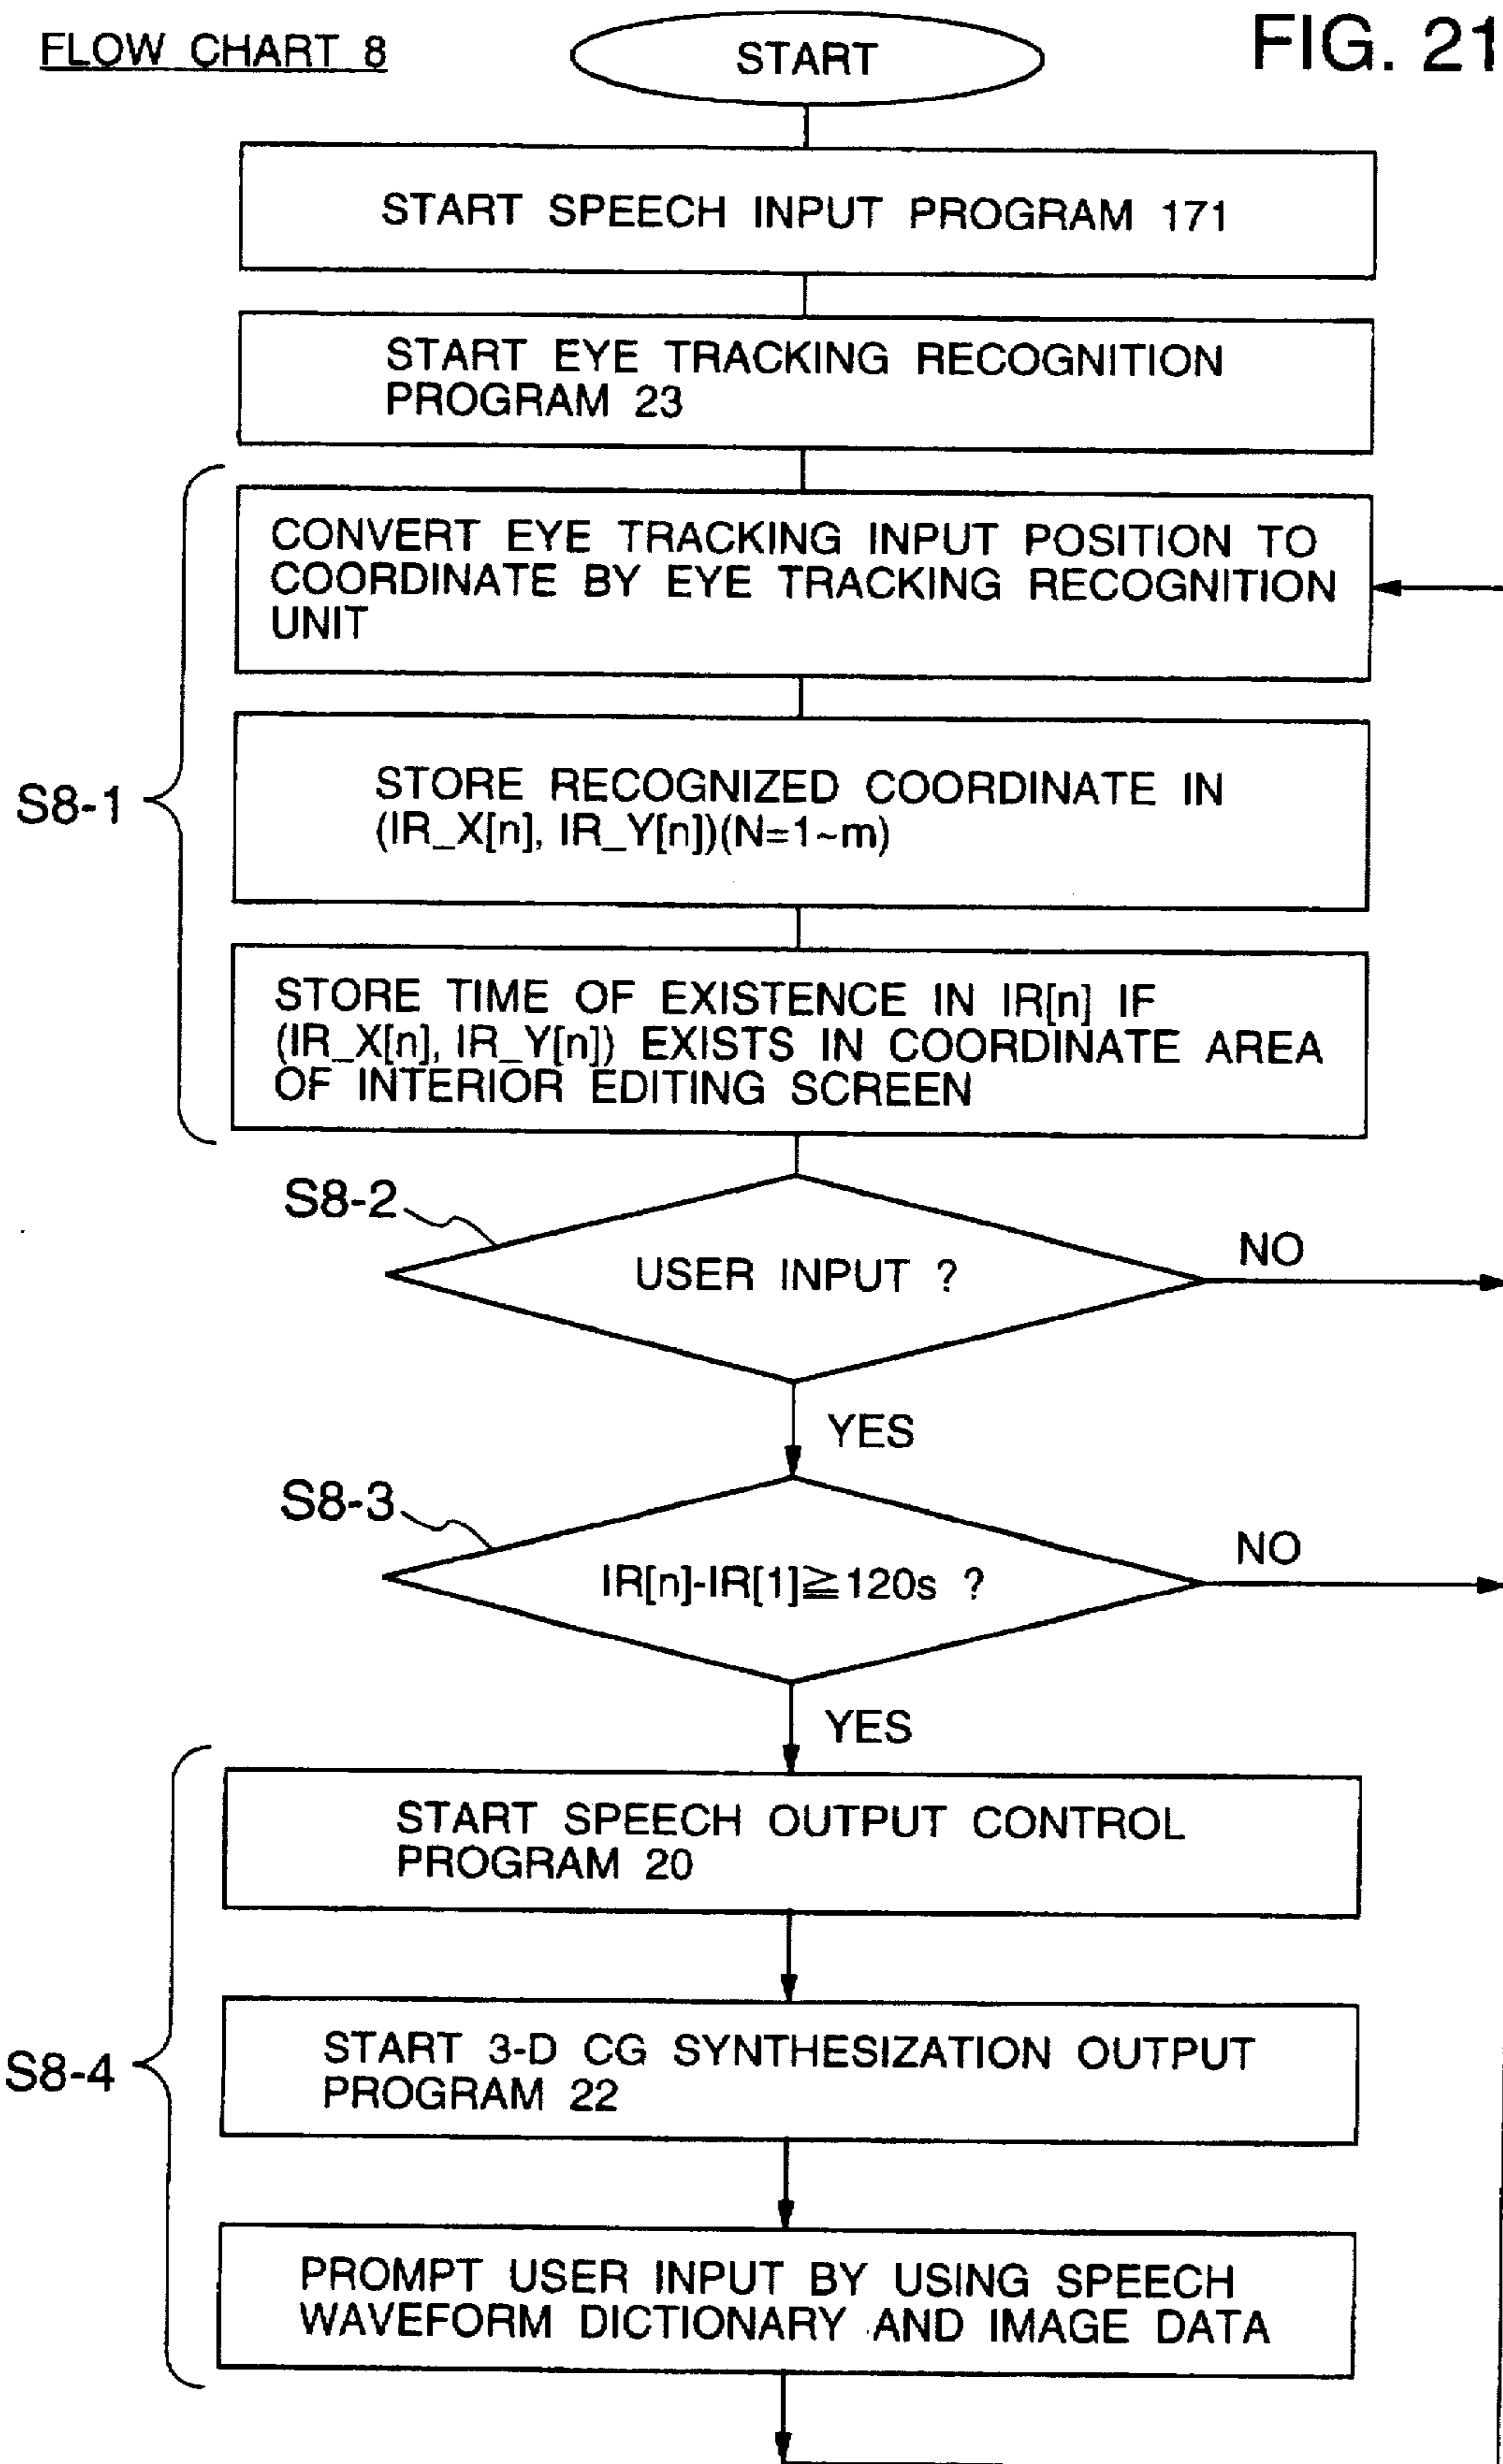 FLOW CHART 8
FIG. 21
START
START SPEECH INPUT PROGRAM 171
START EYE TRACKING RECOGNITION
PROGRAM 23
S8-1
CONVERT EYE TRACKING INPUT POSITION TO
COORDINATE BY EYE TRACKING RECOGNITION
UNIT
STORE RECOGNIZED COORDINATE IN
(IR_X[n], IR_Y[n])(N=1~m)
STORE TIME OF EXISTENCE IN IR[n] IF
(IR_X[n], IR_Y[n]) EXISTS IN COORDINATE AREA
OF INTERIOR EDITING SCREEN
S8-2
USER INPUT ?
NO
YES
S8-3
IR[n]-IR[1]≧120s ?
NO
YES
S8-4
START SPEECH OUTPUT CONTROL
PROGRAM 20
START 3-D CG SYNTHESIZATION OUTPUT
PROGRAM 22
PROMPT USER INPUT BY USING SPEECH
WAVEFORM DICTIONARY AND IMAGE DATA